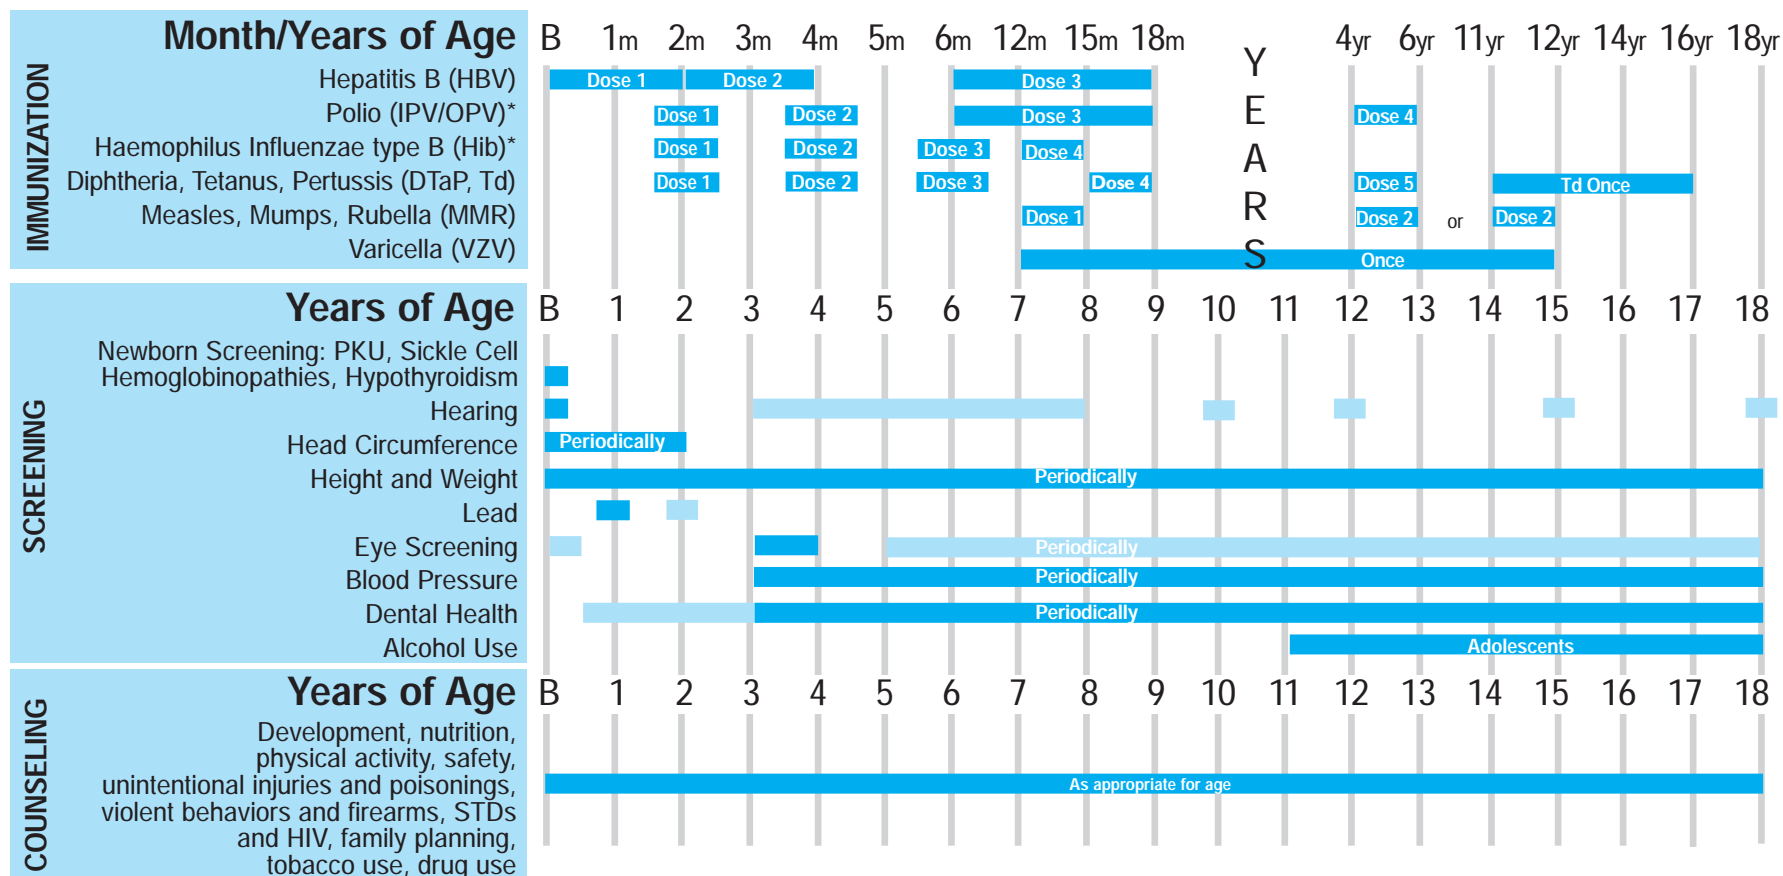 Month/Years of Age B 1m 2m 3m 4m 5m 6m 12m 15m 18m 4yr 6yr 11yr 12yr 14yr 16yr 18yr
YEARS
IMMUNIZATION
Hepatitis B (HBV) Dose 1 Dose 2 Dose 3
Polio (IPV/OPV)* Dose 1 Dose 2 Dose 3 Dose 4
Haemophilus Influenzae type B (Hib)* Dose 1 Dose 2 Dose 3 Dose 4
Diphtheria, Tetanus, Pertussis (DTaP, Td) Dose 1 Dose 2 Dose 3 Dose 4 Dose 5 Td Once
Measles, Mumps, Rubella (MMR) Dose 1 Dose 2 or Dose 2
Varicella (VZV) Once
Years of Age B 1 2 3 4 5 6 7 8 9 10 11 12 13 14 15 16 17 18
SCREENING
Newborn Screening: PKU, Sickle Cell
Hemoglobinopathies, Hypothyroidism
Hearing
Head Circumference Periodically
Height and Weight Periodically
Lead
Eye Screening Periodically
Blood Pressure Periodically
Dental Health Periodically
Alcohol Use Adolescents
Years of Age B 1 2 3 4 5 6 7 8 9 10 11 12 13 14 15 16 17 18
COUNSELING
Development, nutrition,
physical activity, safety,
unintentional injuries and poisonings, As appropriate for age
violent behaviors and firearms, STDs
and HIV, family planning,
tobacco use, drug use